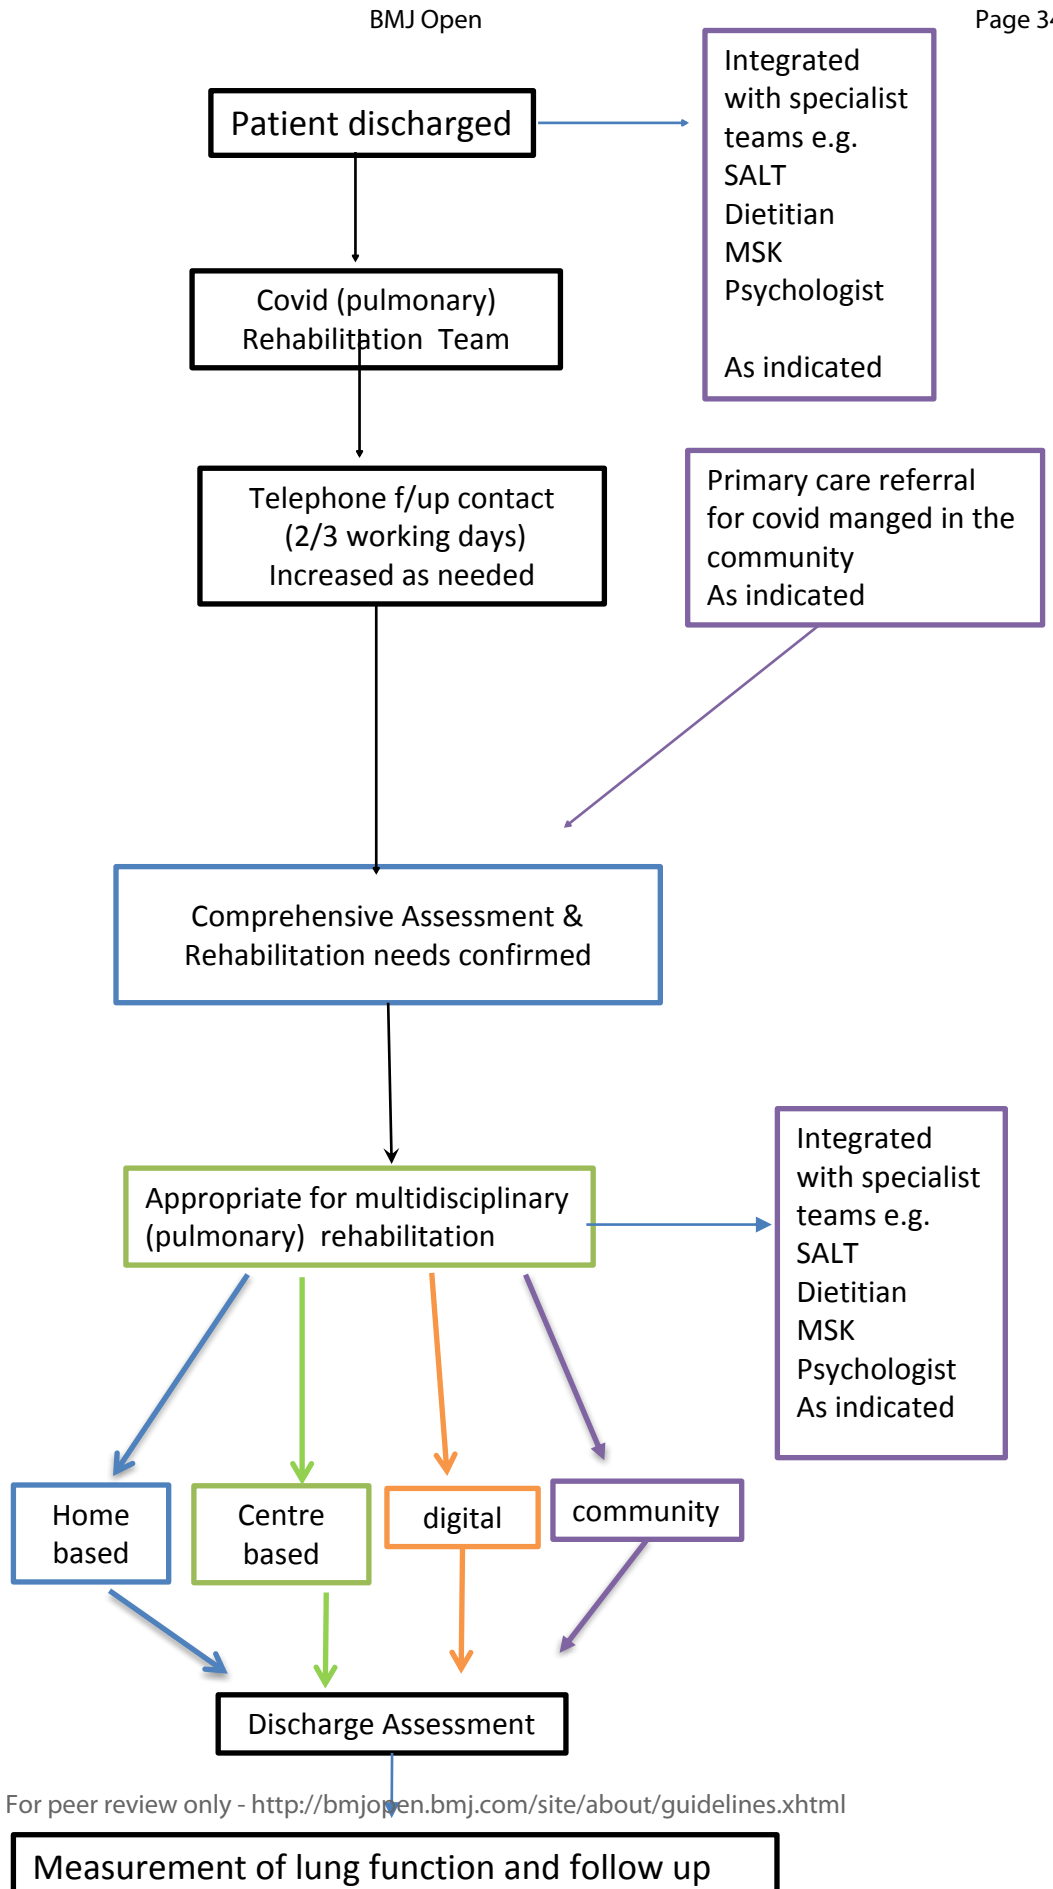 BMJ Open
Page 34
Patient discharged
Integrated
with specialist
teams e.g.
SALT
Dietitian
MSK
Psychologist
As indicated
Covid (pulmonary)
Rehabilitation Team
Telephone f/up contact
(2/3 working days)
Increased as needed
Primary care referral
for covid manged in the
community
As indicated
Comprehensive Assessment &
Rehabilitation needs confirmed
Appropriate for multidisciplinary
(pulmonary) rehabilitation
Integrated
with specialist
teams e.g.
SALT
Dietitian
MSK
Psychologist
As indicated
Home
based
Centre
based
digital
community
Discharge Assessment
For peer review only - http://bmjopen.bmj.com/site/about/guidelines.xhtml
Measurement of lung function and follow up